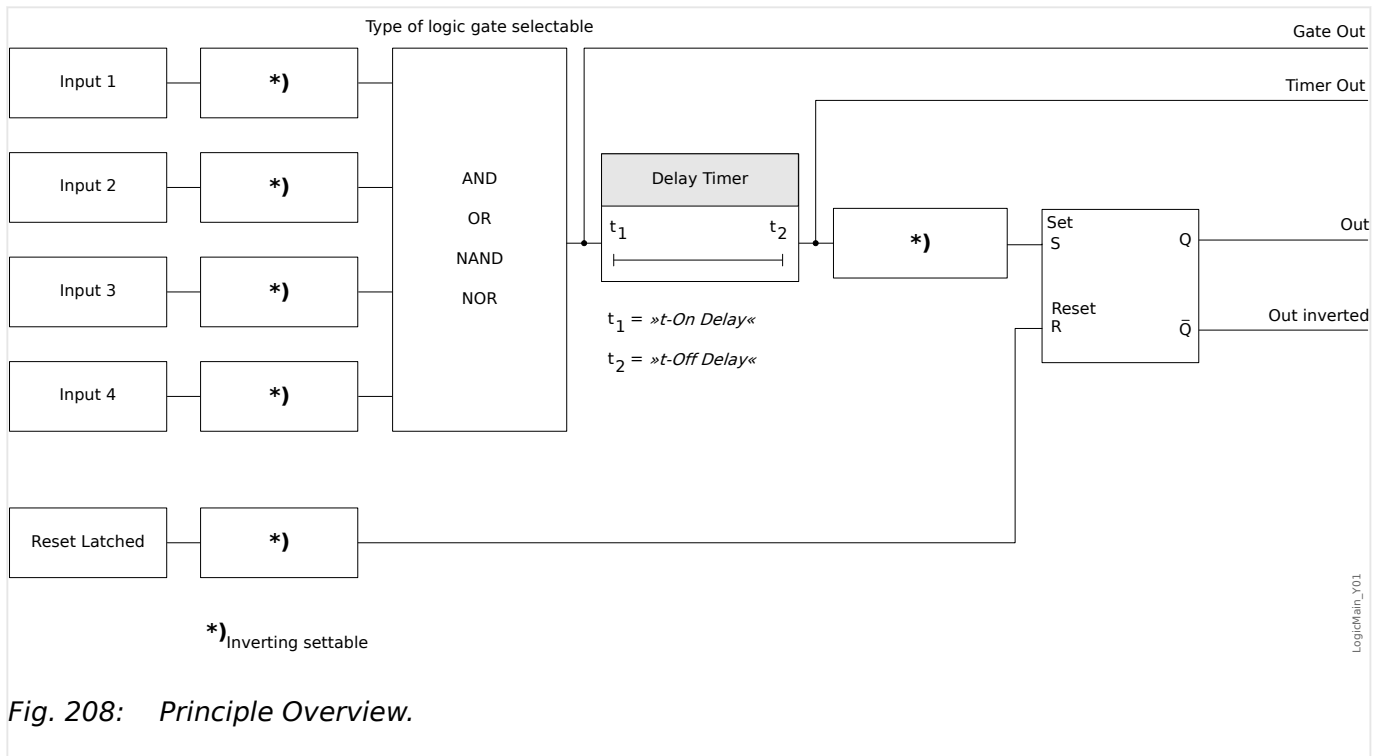 Type of logic gate selectable
Gate Out
Input 1
*)
Timer Out
Input 2
*)
AND
OR
NAND
NOR
Delay Timer
t1
t2
*)
Set
S
Q
Out
Input 3
*)
t1 = »t-On Delay«
t2 = »t-Off Delay«
Reset
R
Q̅
Out inverted
Input 4
*)
Reset Latched
*)
*) Inverting settable
LogicMain_Y01
Fig. 208: Principle Overview.